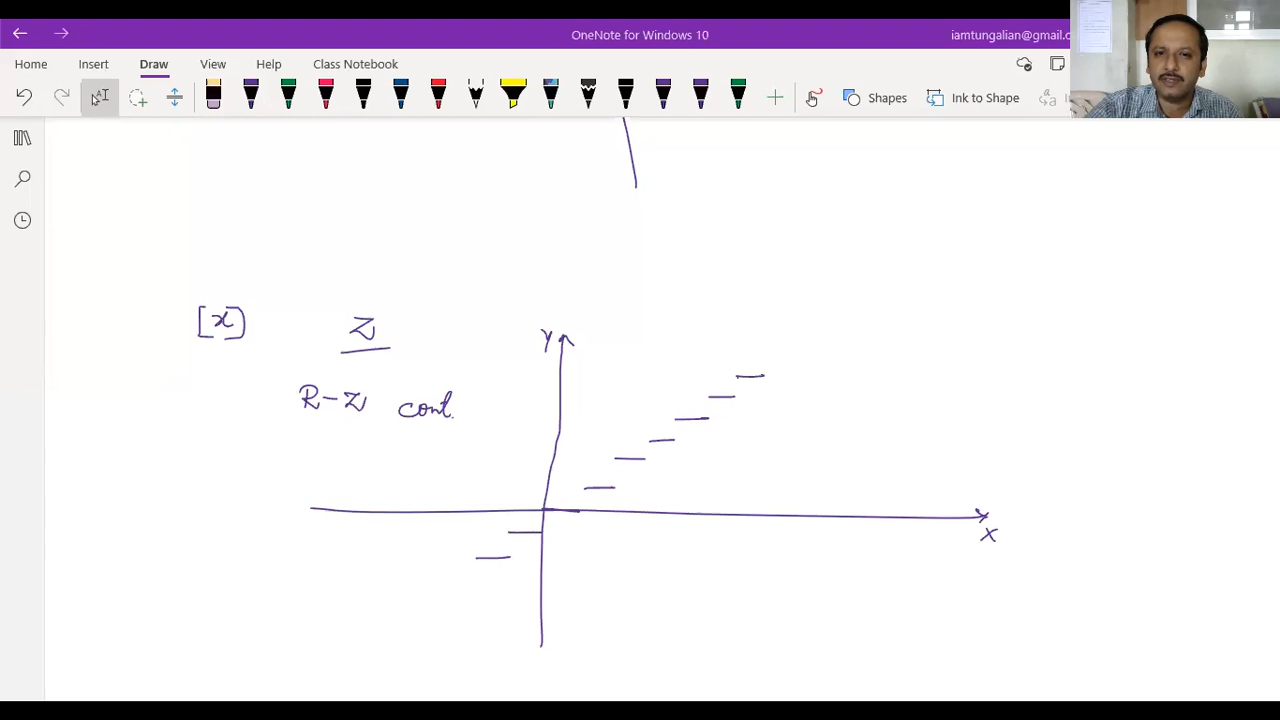 OneNote for Windows 10
iamtungalian@gmail.c
Home Insert Draw View Help Class Notebook
Shapes Ink to Shape
[x] Z
Y
R-Z cont.
X